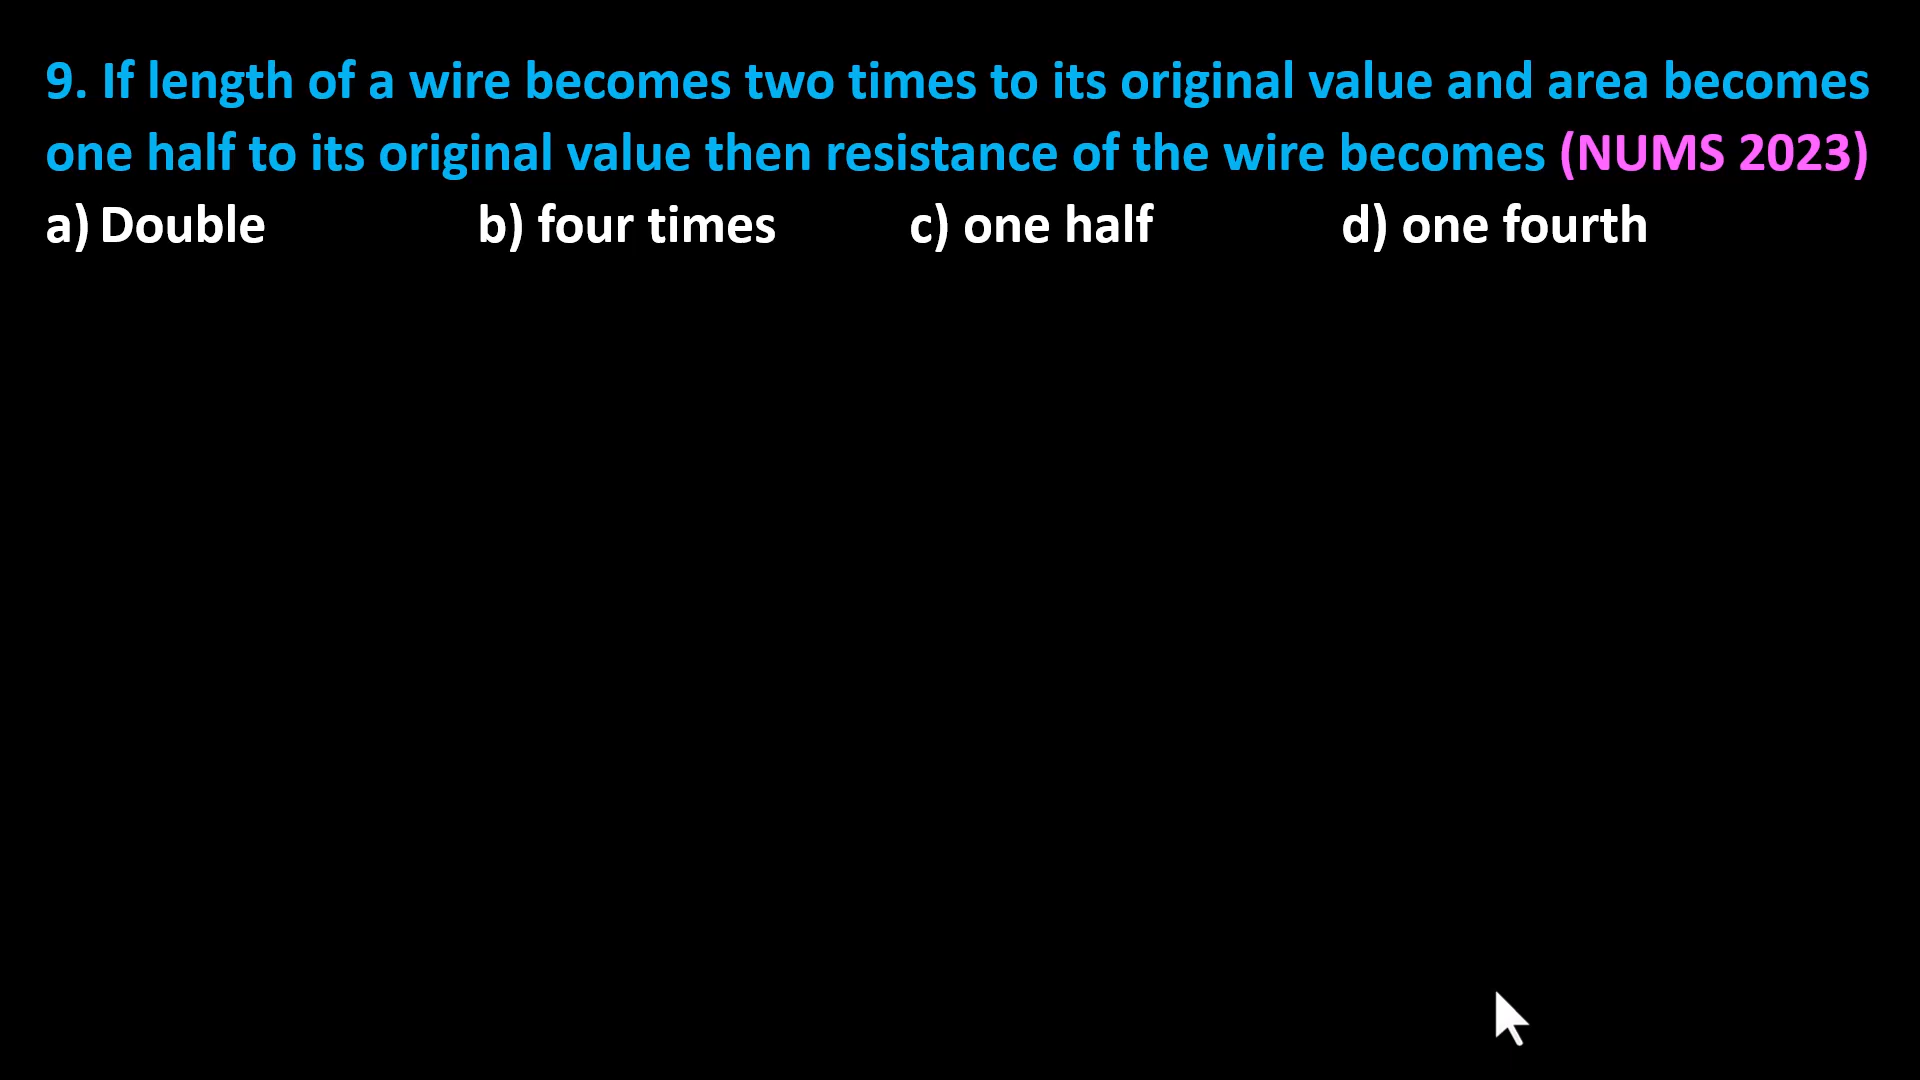 9. If length of a wire becomes two times to its original value and area becomes
one half to its original value then resistance of the wire becomes (NUMS 2023)
a) Double b) four times c) one half d) one fourth